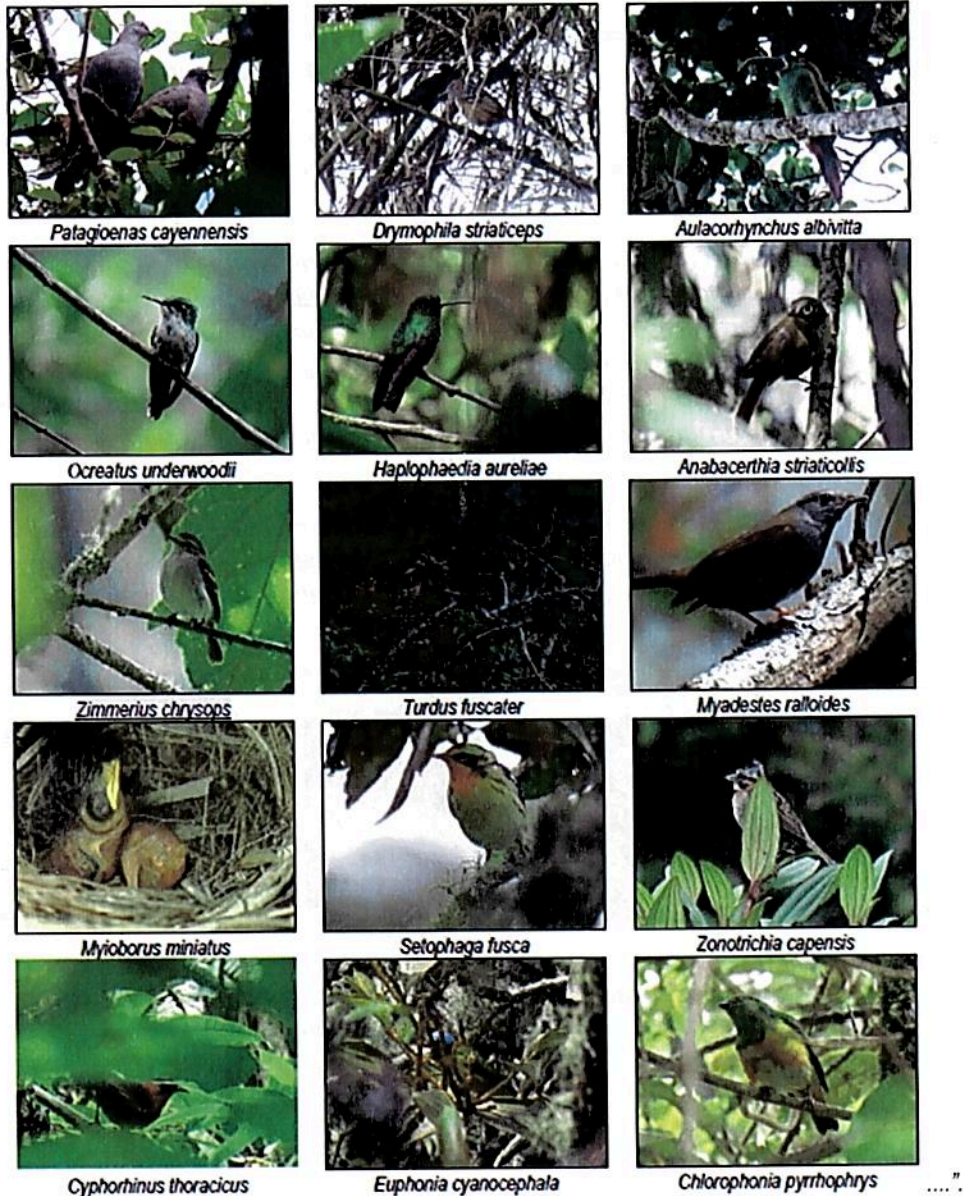 Patagioenas cayennensis Drymophila striaticeps Aulacorhynchus albivitta
Ocreatus underwoodii Haplophaedia aureliae Anabacerthia striaticollis
Zimmerius chrysops Turdus fuscater Myadestes ralloides
Myioborus miniatus Setophaga fusca Zonotrichia capensis
Cyphorhinus thoracicus Euphonia cyanocephala Chlorophonia pyrrhophrys ....”.